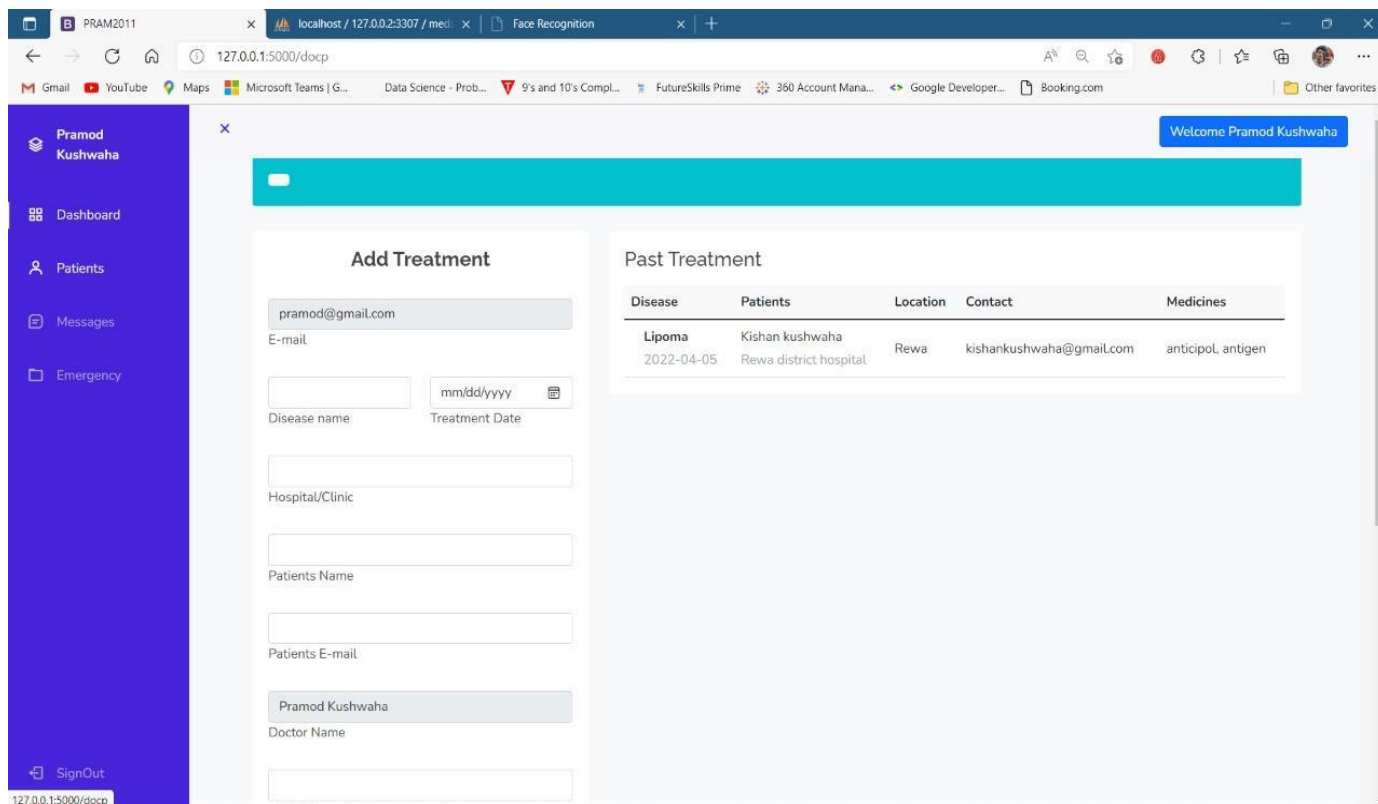 PRAM2011
localhost / 127.0.0.2:3307 / med
Face Recognition
127.0.0.1:5000/docp
Gmail
YouTube
Maps
Microsoft Teams | G...
Data Science - Prob...
9's and 10's Compl...
FutureSkills Prime
360 Account Mana...
Google Developer...
Booking.com
Other favorites
Pramod
Kushwaha
Welcome Pramod Kushwaha
Dashboard
Patients
Messages
Emergency
SignOut
127.0.0.1:5000/docp
Add Treatment
pramod@gmail.com
E-mail
mm/dd/yyyy
Disease name Treatment Date
Hospital/Clinic
Patients Name
Patients E-mail
Pramod Kushwaha
Doctor Name
Past Treatment
Disease Patients Location Contact Medicines
Lipoma Kishan kushwaha Rewa kishankushwaha@gmail.com anticipol, antigen
2022-04-05 Rewa district hospital